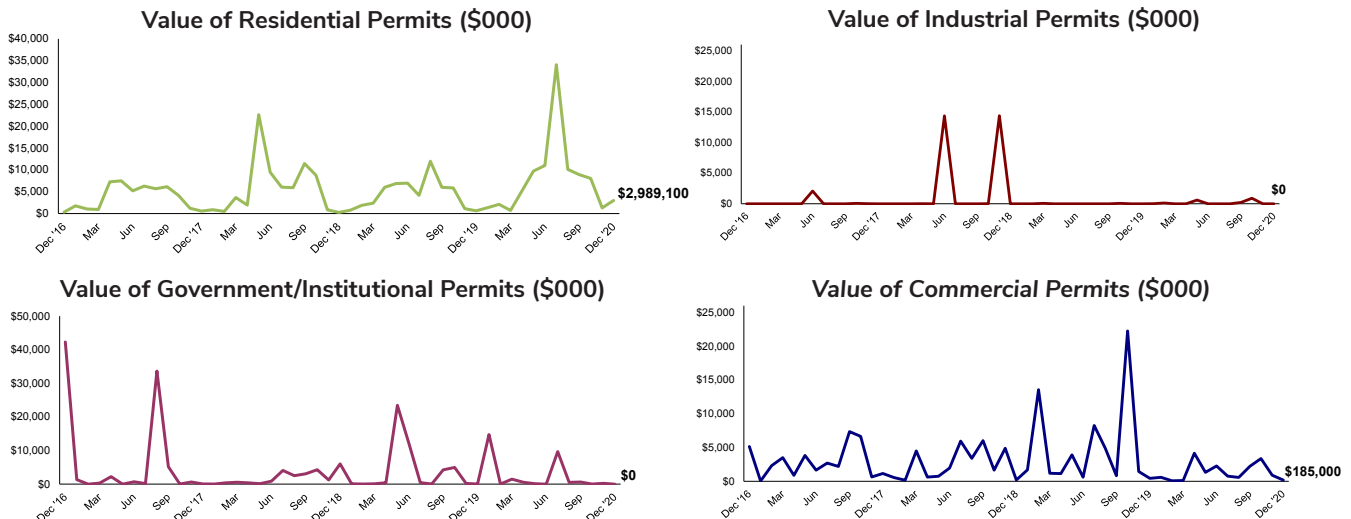 Value of Residential Permits ($000)
$40,000
$35,000
$30,000
$25,000
$20,000
$15,000
$10,000
$5,000
$0
$2,989,100
Dec '16
Mar
Jun
Sep
Dec '17
Mar
Jun
Sep
Dec '18
Mar
Jun
Sep
Dec '19
Mar
Jun
Sep
Dec '20
Value of Industrial Permits ($000)
$25,000
$20,000
$15,000
$10,000
$5,000
$0
$0
Dec '16
Mar
Jun
Sep
Dec '17
Mar
Jun
Sep
Dec '18
Mar
Jun
Sep
Dec '19
Mar
Jun
Sep
Dec '20
Value of Government/Institutional Permits ($000)
$50,000
$40,000
$30,000
$20,000
$10,000
$0
$0
Dec '16
Mar
Jun
Sep
Dec '17
Mar
Jun
Sep
Dec '18
Mar
Jun
Sep
Dec '19
Mar
Jun
Sep
Dec '20
Value of Commercial Permits ($000)
$25,000
$20,000
$15,000
$10,000
$5,000
$0
$185,000
Dec '16
Mar
Jun
Sep
Dec '17
Mar
Jun
Sep
Dec '18
Mar
Jun
Sep
Dec '19
Mar
Jun
Sep
Dec '20